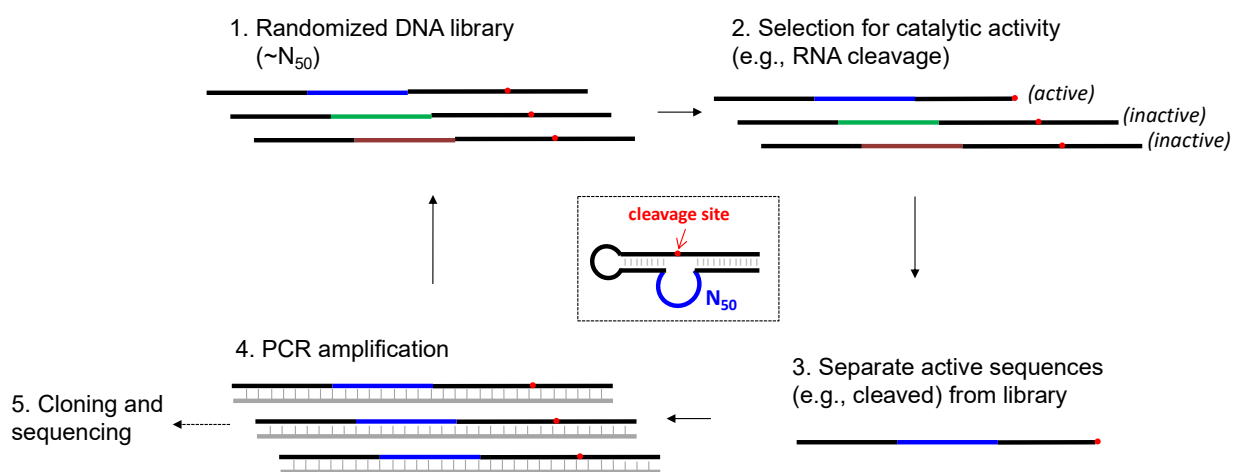 1. Randomized DNA library
(~N₅₀)
2. Selection for catalytic activity
(e.g., RNA cleavage)
(active)
(inactive)
(inactive)
cleavage site
N₅₀
4. PCR amplification
3. Separate active sequences
(e.g., cleaved) from library
5. Cloning and
sequencing